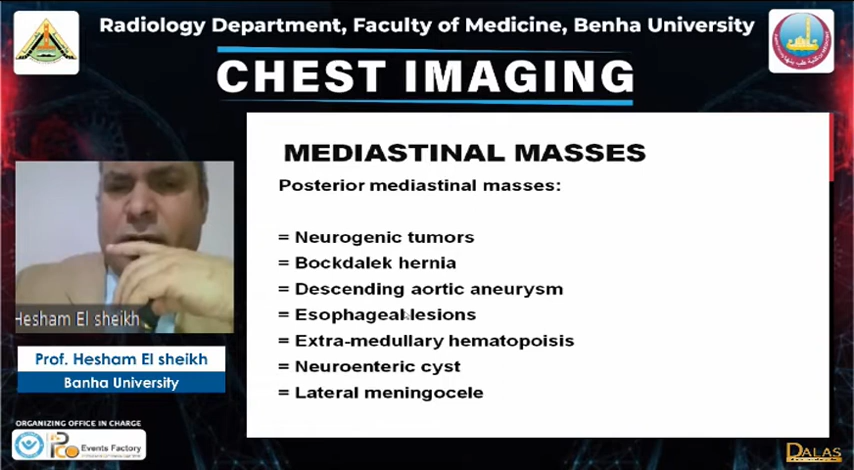 Radiology Department, Faculty of Medicine, Benha University
CHEST IMAGING
MEDIASTINAL MASSES
Posterior mediastinal masses:
= Neurogenic tumors
= Bockdalek hernia
= Descending aortic aneurysm
= Esophageal lesions
= Extra-medullary hematopoisis
= Neuroenteric cyst
= Lateral meningocele
Hesham El sheikh
Prof. Hesham El sheikh
Banha University
ORGANIZING OFFICE IN CHARGE
Events Factory
DALAS